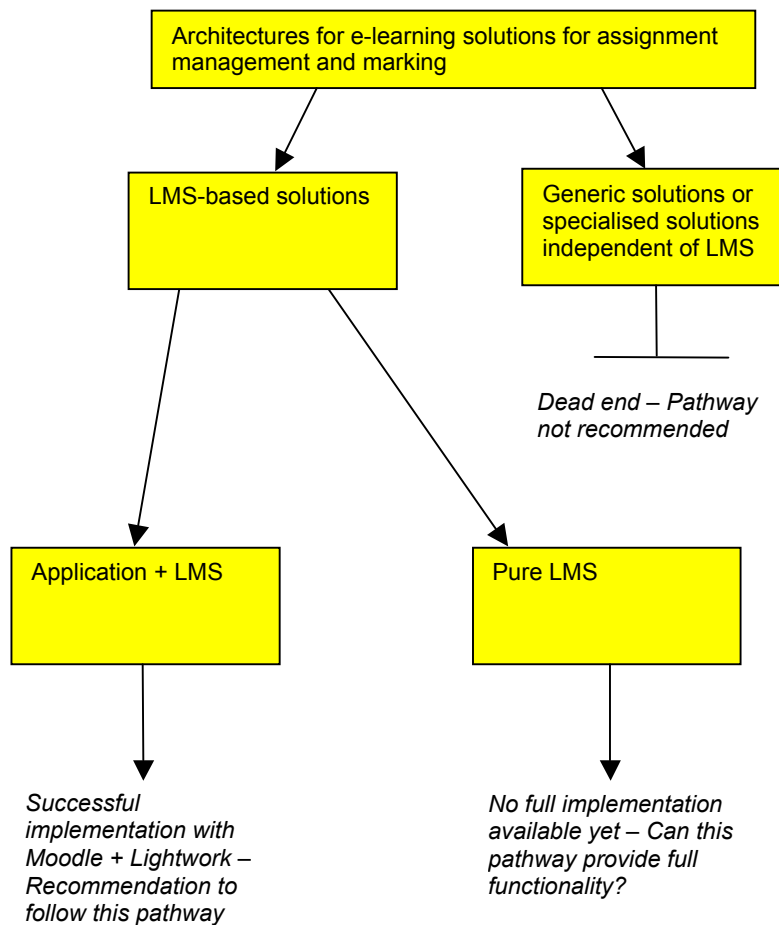 Architectures for e-learning solutions for assignment
management and marking
LMS-based solutions
Generic solutions or
specialised solutions
independent of LMS
Dead end – Pathway
not recommended
Application + LMS
Pure LMS
Successful
implementation with
Moodle + Lightwork –
Recommendation to
follow this pathway
No full implementation
available yet – Can this
pathway provide full
functionality?